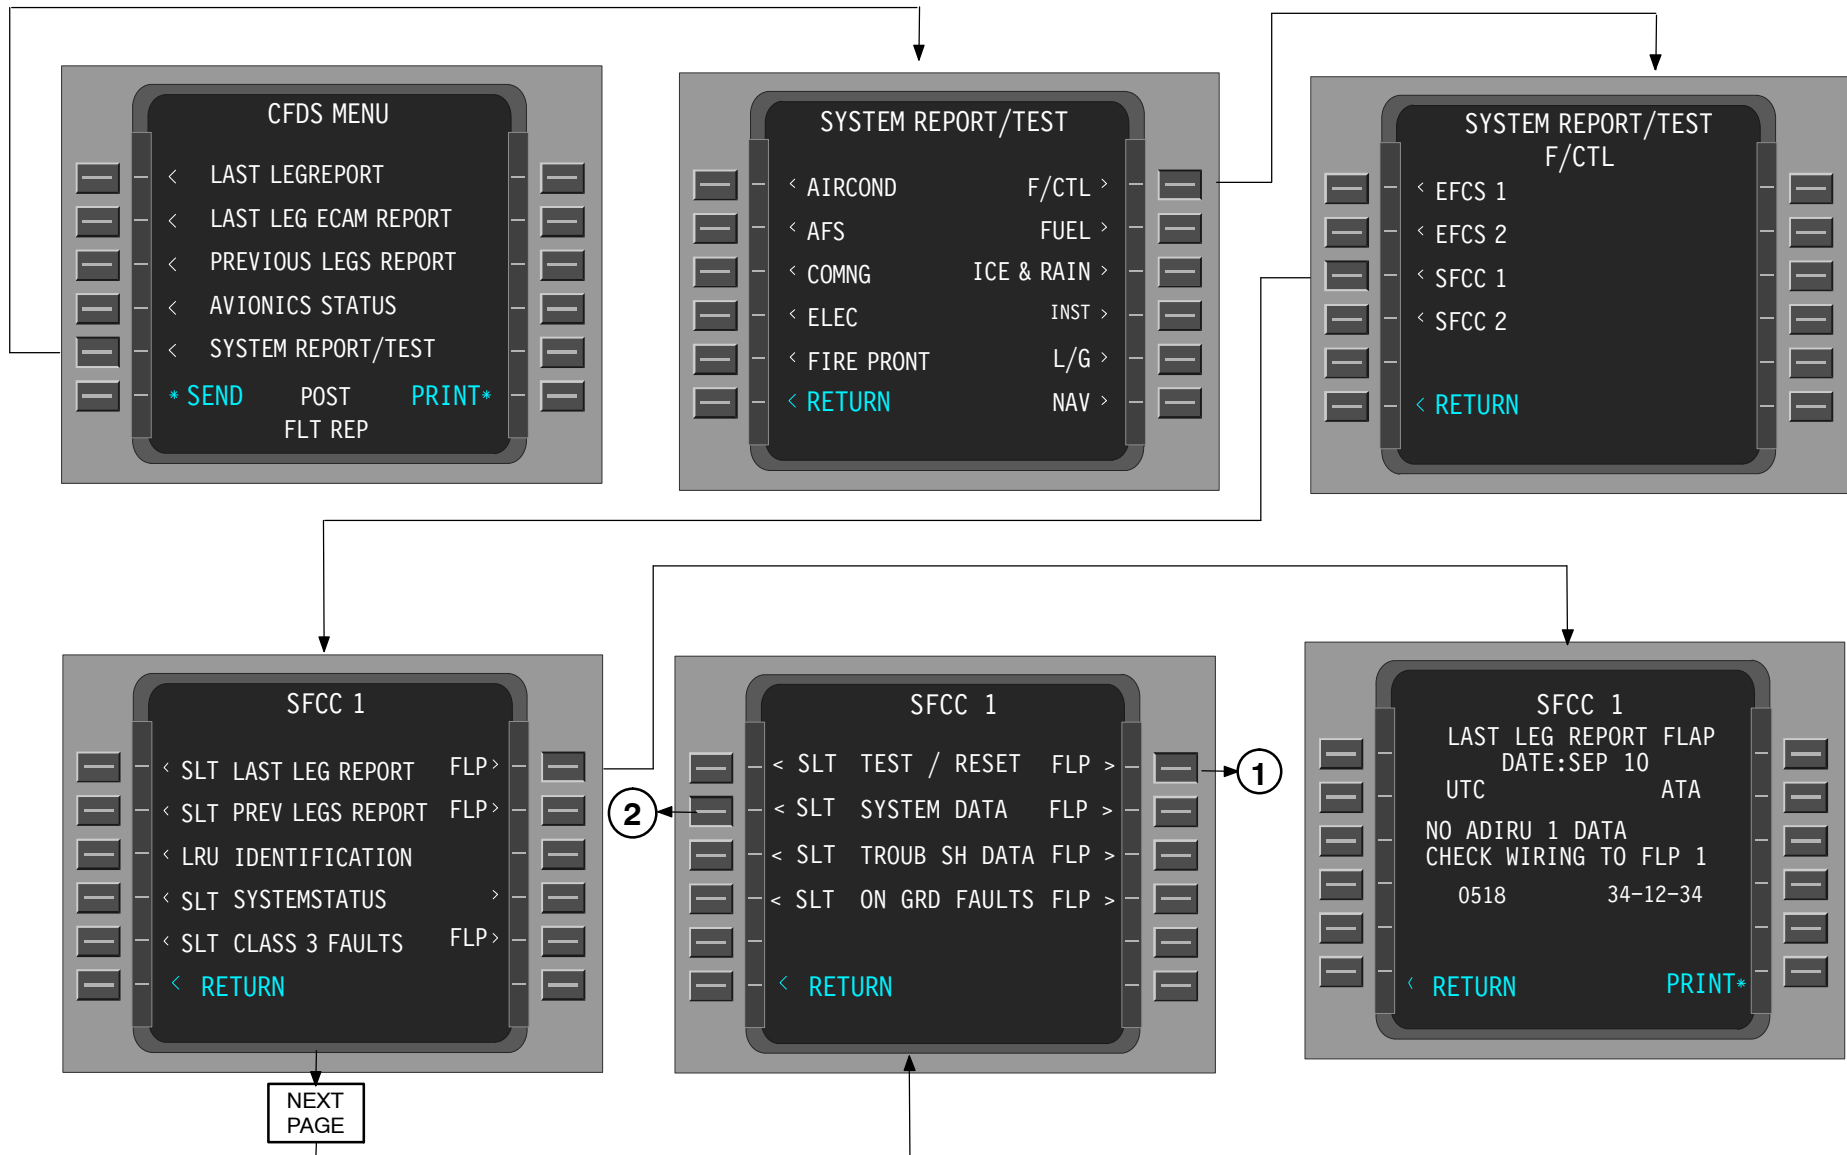 CFDS MENU
< LAST LEGREPORT
< LAST LEG ECAM REPORT
< PREVIOUS LEGS REPORT
< AVIONICS STATUS
< SYSTEM REPORT/TEST
* SEND POST PRINT*
FLT REP
SYSTEM REPORT/TEST
< AIRCOND F/CTL >
< AFS FUEL >
< COMNG ICE & RAIN >
< ELEC INST >
< FIRE PRONT L/G >
< RETURN NAV >
SYSTEM REPORT/TEST
F/CTL
< EFCS 1
< EFCS 2
< SFCC 1
< SFCC 2
< RETURN
SFCC 1
< SLT LAST LEG REPORT FLP >
< SLT PREV LEGS REPORT FLP >
< LRU IDENTIFICATION
< SLT SYSTEMSTATUS >
< SLT CLASS 3 FAULTS FLP >
< RETURN
NEXT
PAGE
SFCC 1
< SLT TEST / RESET FLP >
1
2
< SLT SYSTEM DATA FLP >
< SLT TROUB SH DATA FLP >
< SLT ON GRD FAULTS FLP >
< RETURN
SFCC 1
LAST LEG REPORT FLAP
DATE:SEP 10
UTC ATA
NO ADIRU 1 DATA
CHECK WIRING TO FLP 1
0518 34-12-34
< RETURN PRINT*